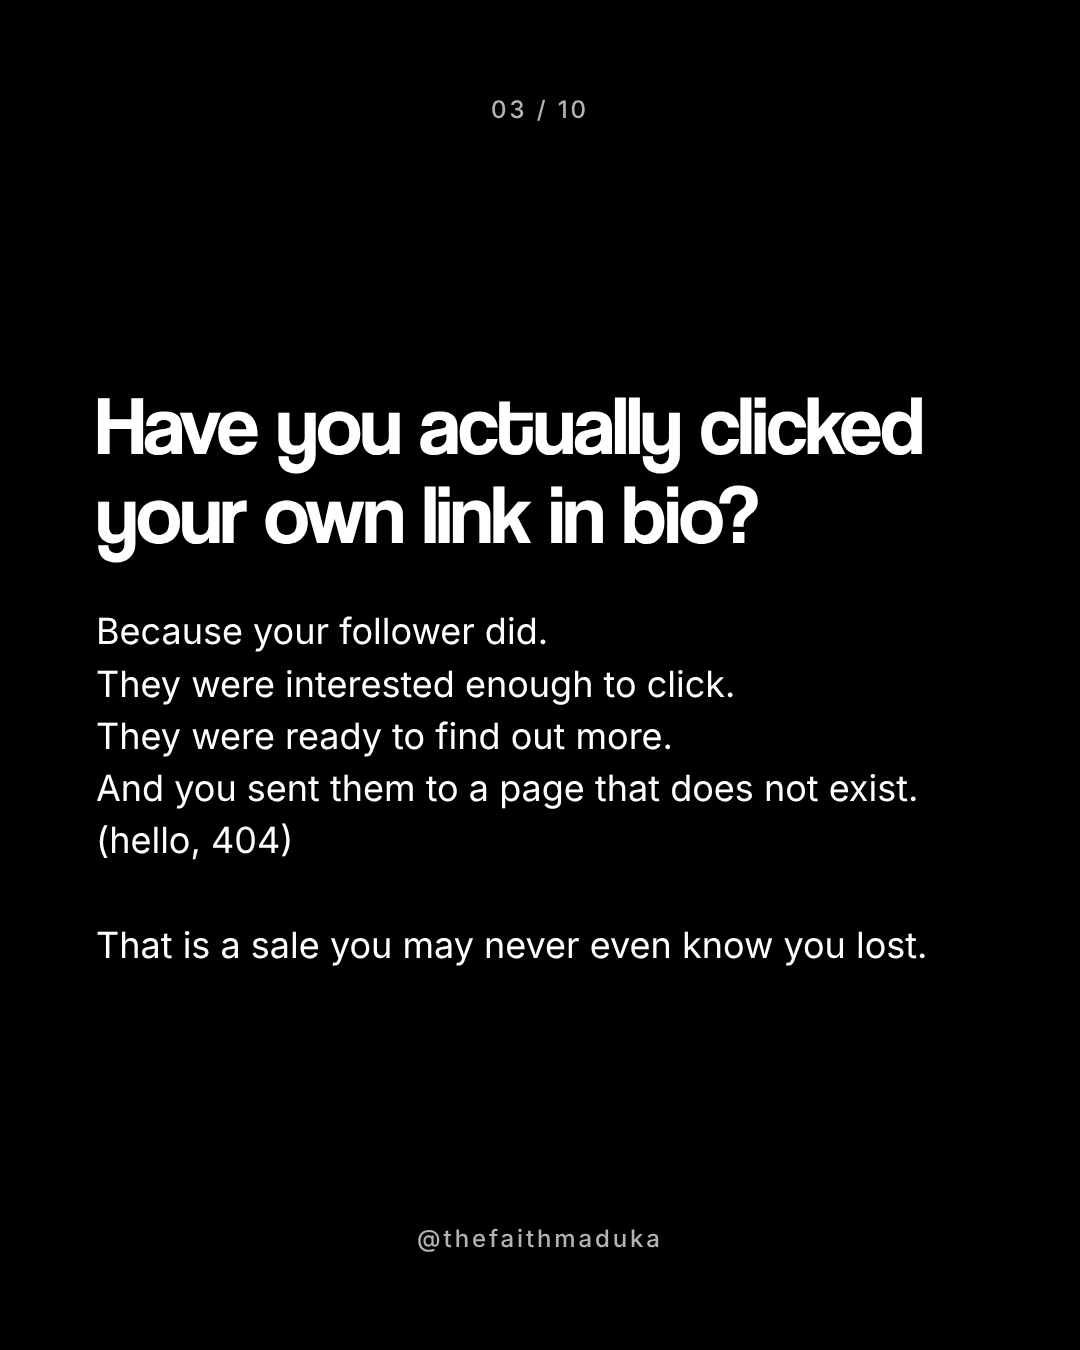 03 / 10
Have you actually clicked
your own link in bio?
Because your follower did.
They were interested enough to click.
They were ready to find out more.
And you sent them to a page that does not exist.
(hello, 404)
That is a sale you may never even know you lost.
@thefaithmaduka